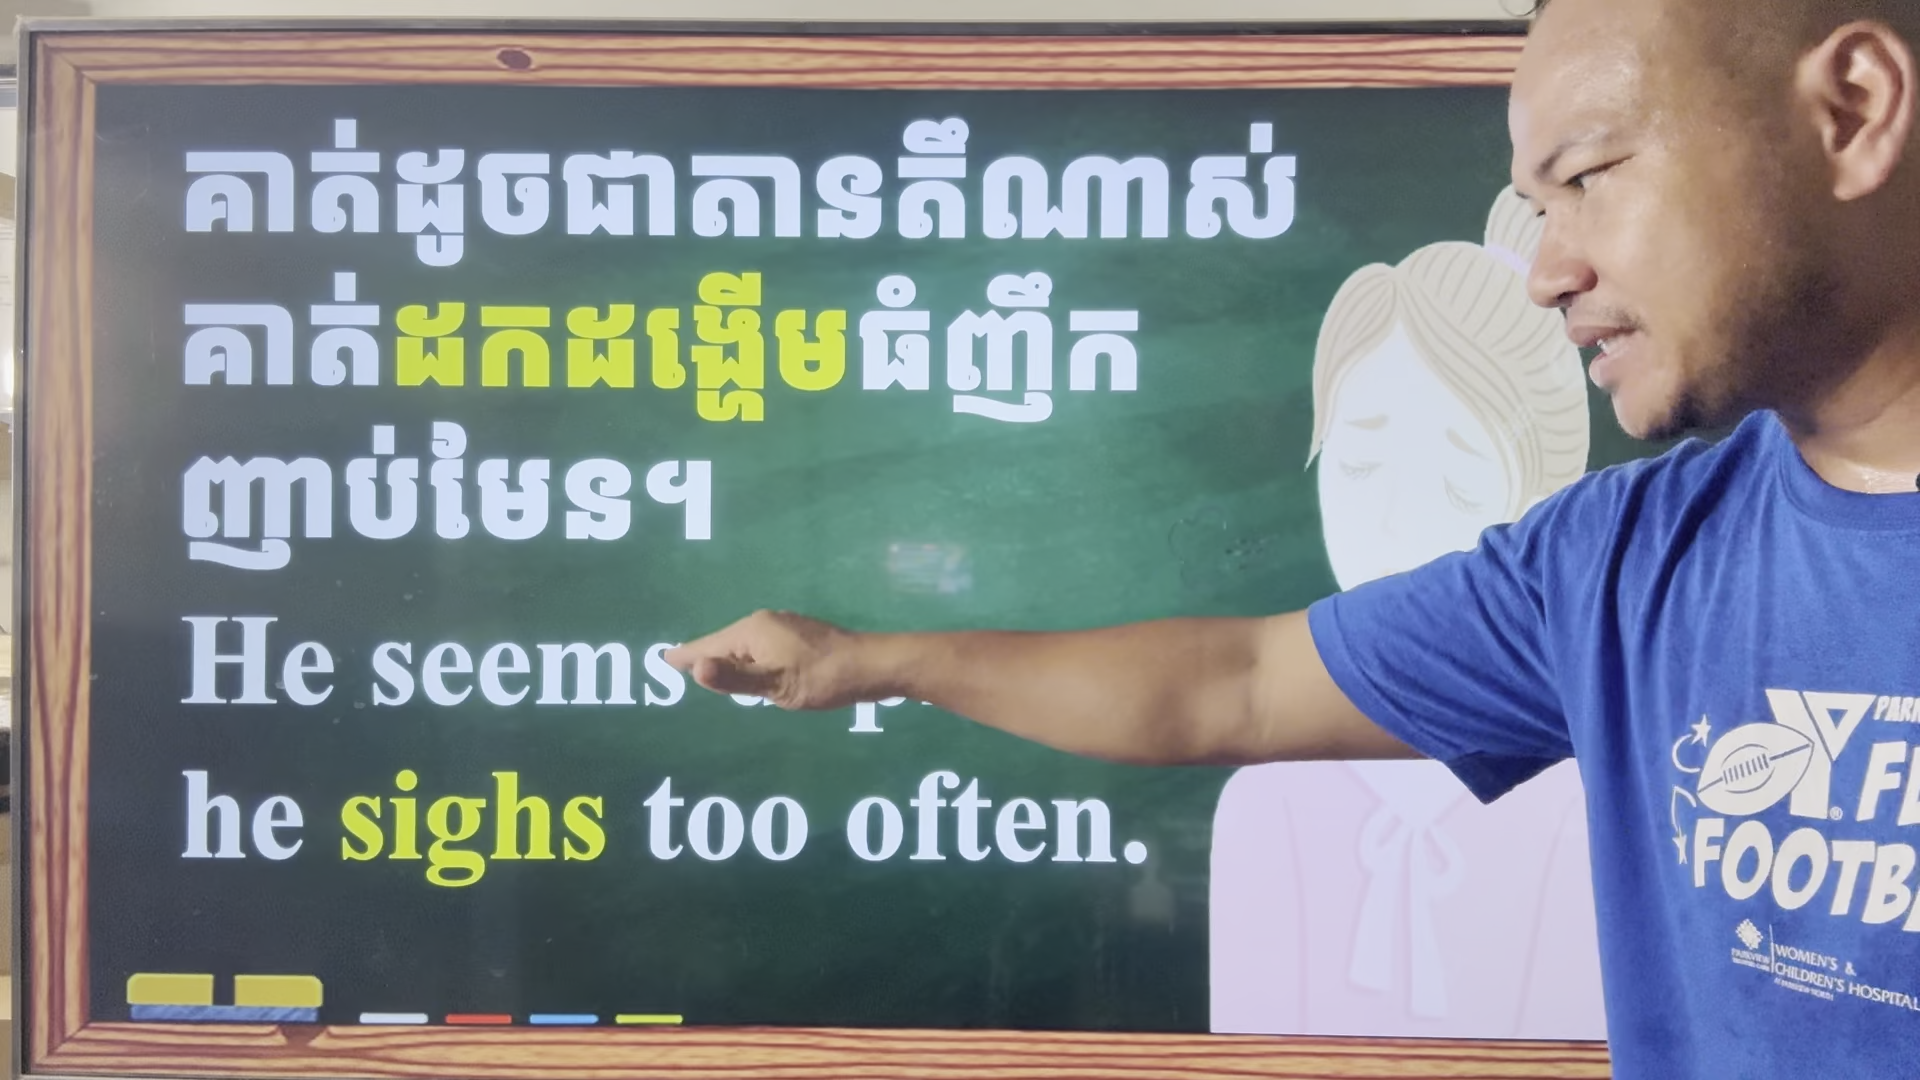 គាត់ដូចជាតានតឹណាស់
គាត់ដកដង្ហើមធំញឹក
ញាប់មែន។
He seems
he sighs too often.
FOOTB
WOMEN'S &
CHILDREN'S HOSPITAL